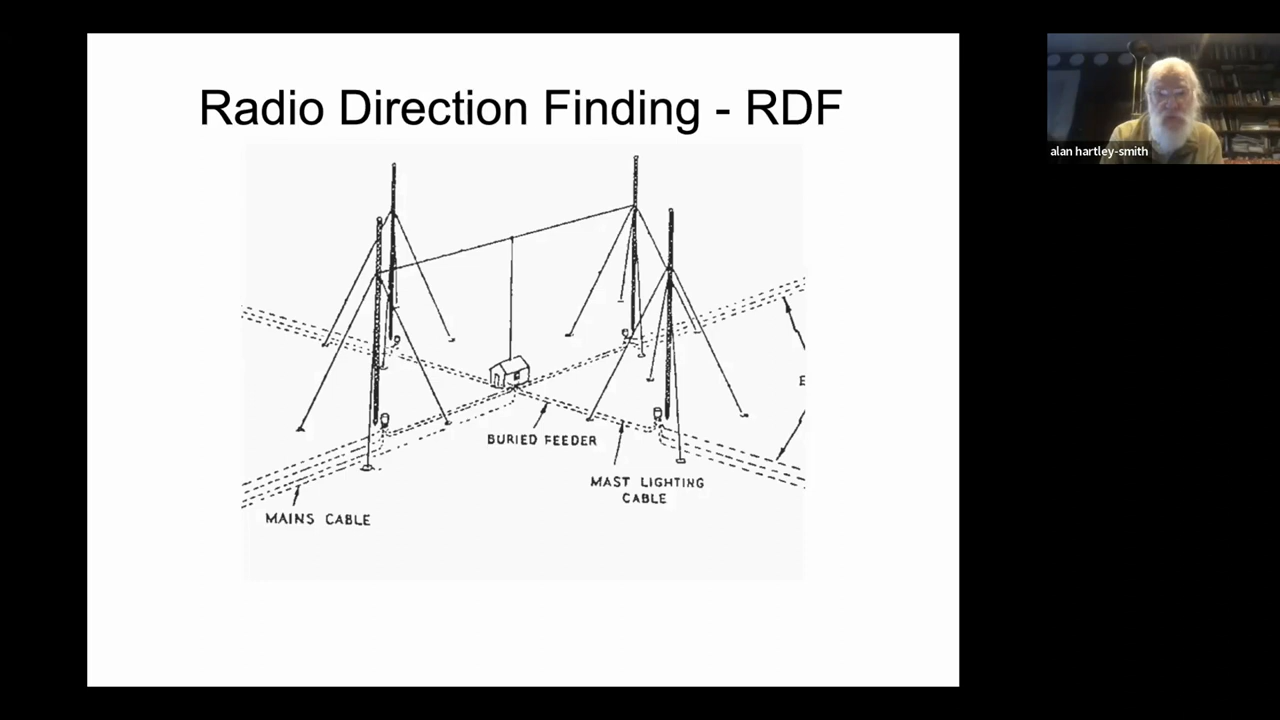 Radio Direction Finding - RDF
alan hartley-smith
E
BURIED FEEDER
MAST LIGHTING
CABLE
MAINS CABLE